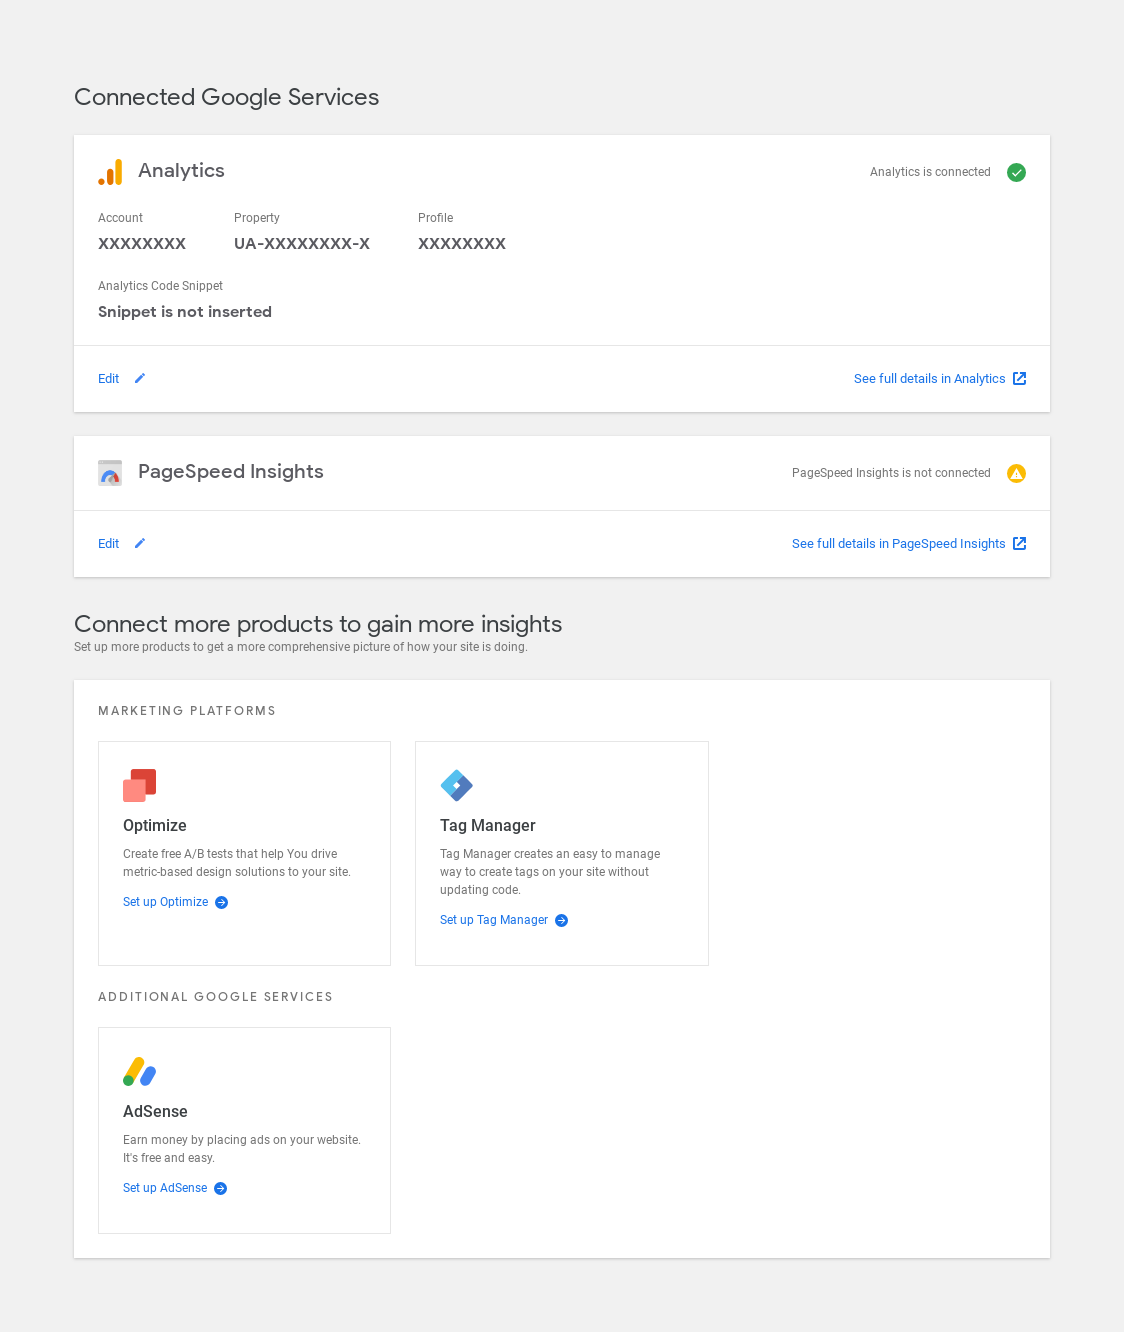 Connected Google Services
Analytics
Analytics is connected
Account
Property
Profile
XXXXXXXX
UA-XXXXXXXX-X
XXXXXXXX
Analytics Code Snippet
Snippet is not inserted
Edit
See full details in Analytics
PageSpeed Insights
PageSpeed Insights is not connected
Edit
See full details in PageSpeed Insights
Connect more products to gain more insights
Set up more products to get a more comprehensive picture of how your site is doing.
MARKETING PLATFORMS
Optimize
Create free A/B tests that help You drive
metric-based design solutions to your site.
Set up Optimize
Tag Manager
Tag Manager creates an easy to manage
way to create tags on your site without
updating code.
Set up Tag Manager
ADDITIONAL GOOGLE SERVICES
AdSense
Earn money by placing ads on your website.
It's free and easy.
Set up AdSense